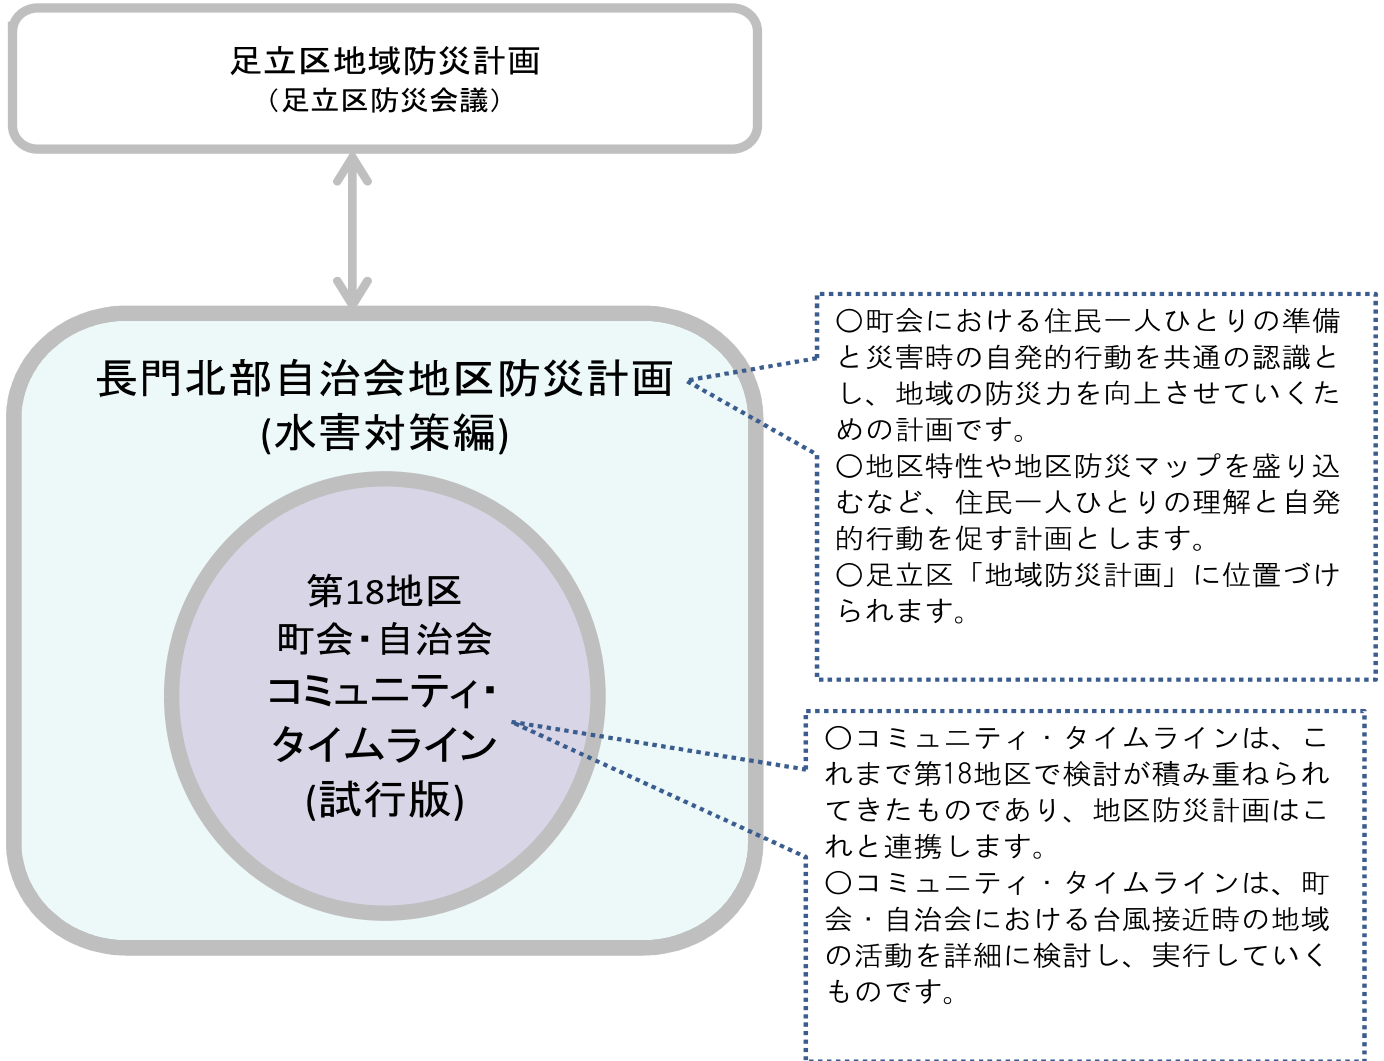 足立区地域防災計画
（足立区防災会議）
長門北部自治会地区防災計画
(水害対策編)
第18地区
町会・自治会
コミュニティ・
タイムライン
(試行版)
〇町会における住民一人ひとりの準備
と災害時の自発的行動を共通の認識と
し、地域の防災力を向上させていくた
めの計画です。
〇地区特性や地区防災マップを盛り込
むなど、住民一人ひとりの理解と自発
的行動を促す計画とします。
〇足立区「地域防災計画」に位置づけ
られます。
〇コミュニティ・タイムラインは、こ
れまで第18地区で検討が積み重ねられ
てきたものであり、地区防災計画はこ
れと連携します。
〇コミュニティ・タイムラインは、町
会・自治会における台風接近時の地域
の活動を詳細に検討し、実行していく
ものです。